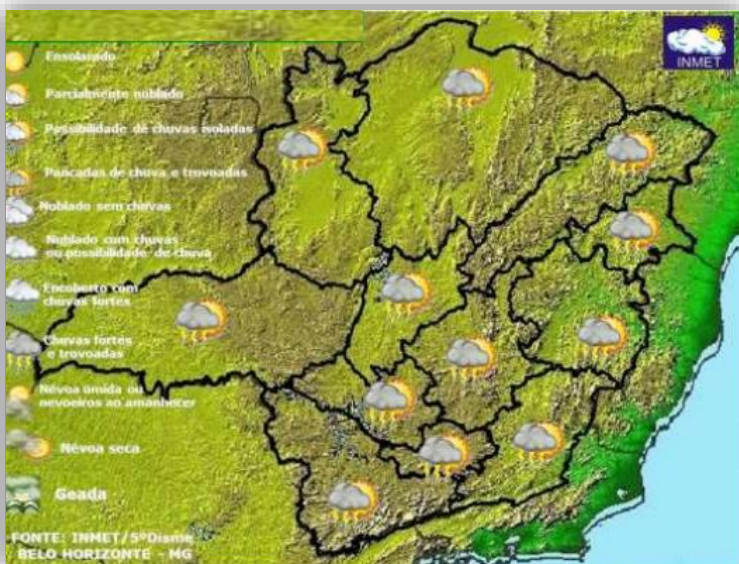 INMET
Ensolarado
Parcialmente nublado
Possibilidade de chuvas isoladas
Pancadas de chuva e trovoadas
Nublado sem chuvas
Nublado com chuvas
ou possibilidade de chuva
Encoberto com
chuvas fortes
Chuvas fortes
e trovoadas
Névoa úmida ou
nevoeiros ao amanhecer
Névoa seca
Geada
FONTE: INMET/5ºDisme
BELO HORIZONTE - MG